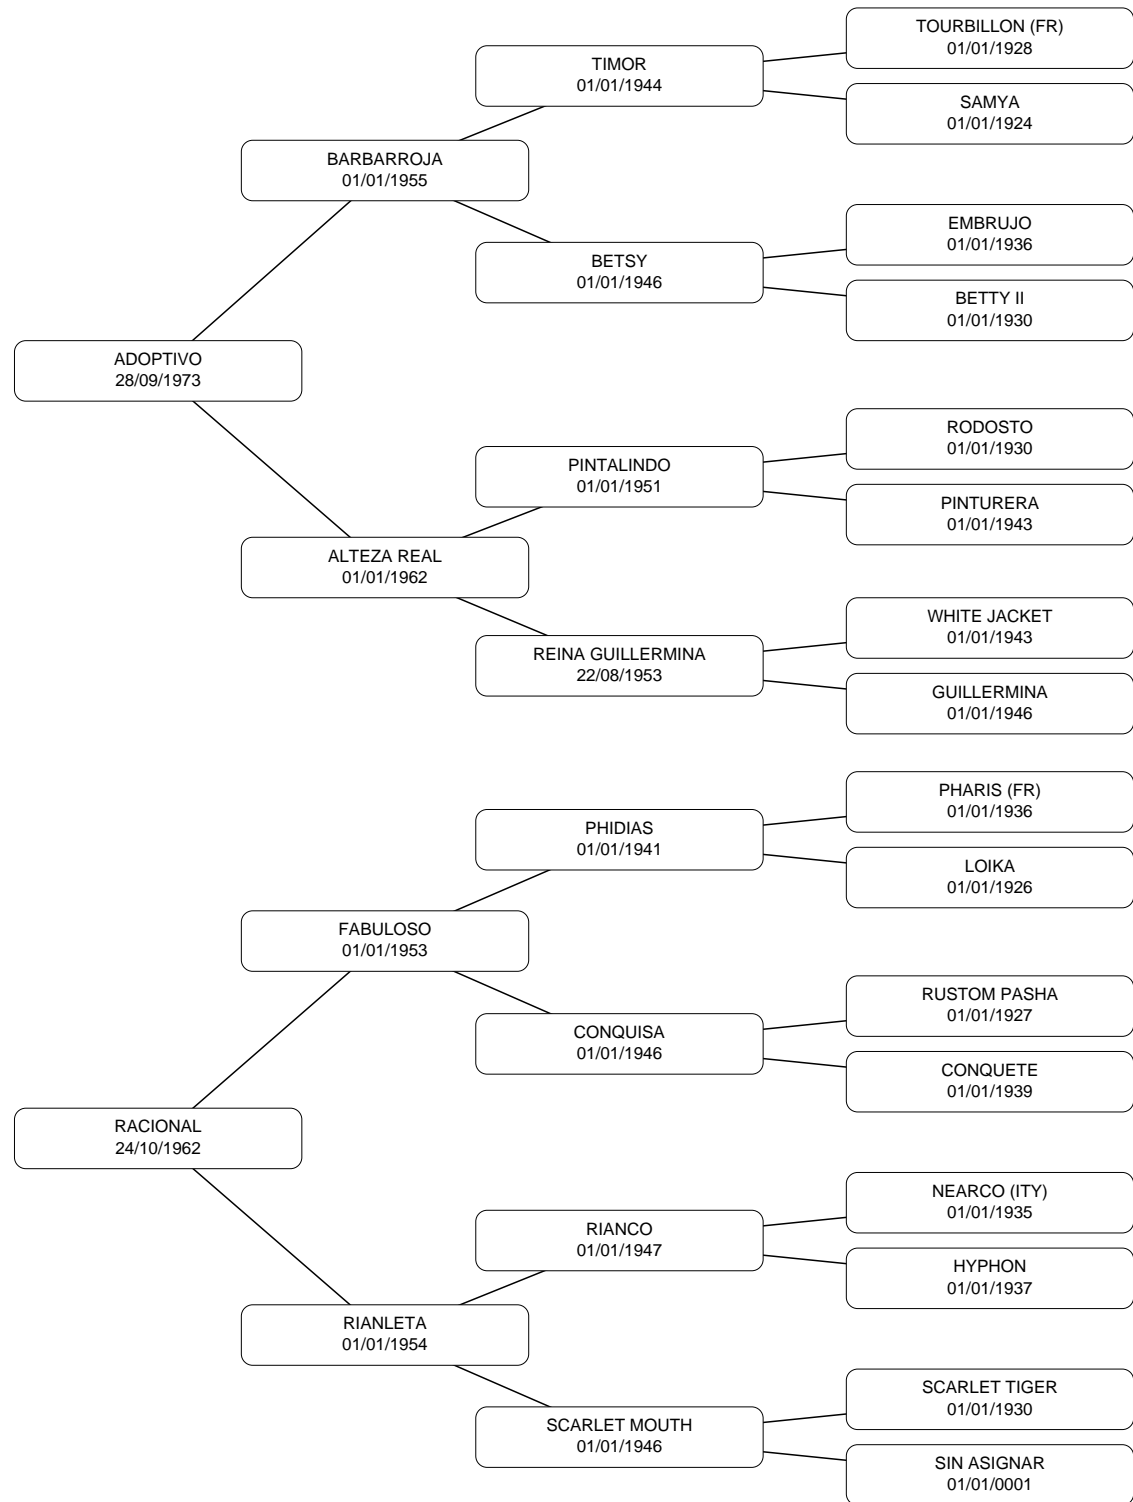 TOURBILLON (FR)
01/01/1928
TIMOR
01/01/1944
SAMYA
01/01/1924
BARBARROJA
01/01/1955
EMBRUJO
01/01/1936
BETSY
01/01/1946
BETTY II
01/01/1930
ADOPTIVO
28/09/1973
RODOSTO
01/01/1930
PINTALINDO
01/01/1951
PINTURERA
01/01/1943
ALTEZA REAL
01/01/1962
WHITE JACKET
01/01/1943
REINA GUILLERMINA
22/08/1953
GUILLERMINA
01/01/1946
PHARIS (FR)
01/01/1936
PHIDIAS
01/01/1941
LOIKA
01/01/1926
FABULOSO
01/01/1953
RUSTOM PASHA
01/01/1927
CONQUISA
01/01/1946
CONQUETE
01/01/1939
RACIONAL
24/10/1962
NEARCO (ITY)
01/01/1935
RIANCO
01/01/1947
HYPHON
01/01/1937
RIANLETA
01/01/1954
SCARLET TIGER
01/01/1930
SCARLET MOUTH
01/01/1946
SIN ASIGNAR
01/01/0001